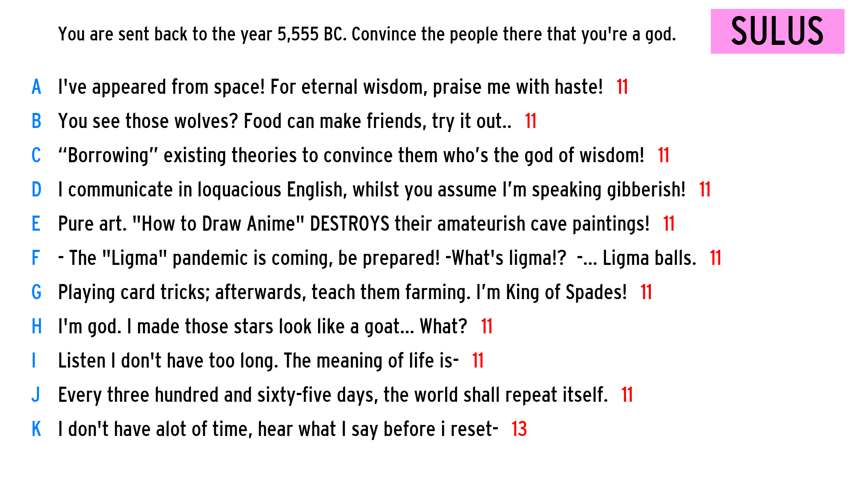 You are sent back to the year 5,555 BC. Convince the people there that you're a god.
SULUS
A I've appeared from space! For eternal wisdom, praise me with haste! 11
B You see those wolves? Food can make friends, try it out.. 11
C “Borrowing” existing theories to convince them who’s the god of wisdom! 11
D I communicate in loquacious English, whilst you assume I’m speaking gibberish! 11
E Pure art. "How to Draw Anime" DESTROYS their amateurish cave paintings! 11
F - The "Ligma" pandemic is coming, be prepared! -What's ligma!? -... Ligma balls. 11
G Playing card tricks; afterwards, teach them farming. I’m King of Spades! 11
H I'm god. I made those stars look like a goat... What? 11
I Listen I don't have too long. The meaning of life is- 11
J Every three hundred and sixty-five days, the world shall repeat itself. 11
K I don't have alot of time, hear what I say before i reset- 13